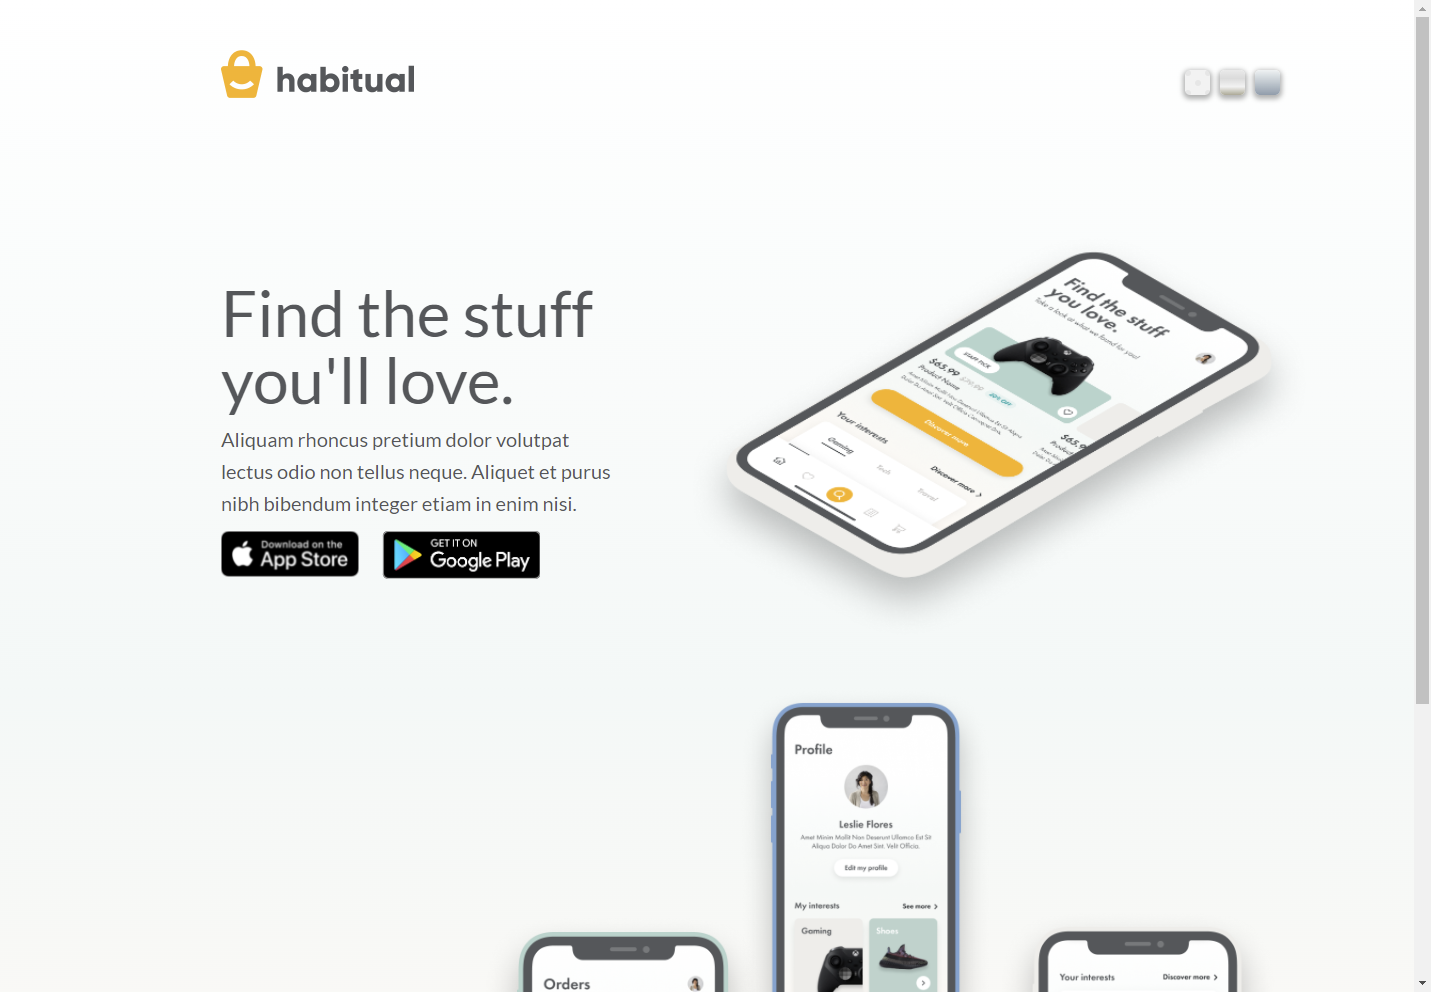 habitual
Find the stuff
you'll love.
Aliquam rhoncus pretium dolor volutpat
lectus odio non tellus neque. Aliquet et purus
nibh bibendum integer etiam in enim nisi.
Download on the
App Store
GET IT ON
Google Play
Find the stuff
you love.
Take a look at what we found for you!
STAFF PICK
$65.99
Product Name
Discover more
Your interests
Discover more
Gaming
Tech
Travel
Profile
Leslie Flores
Amet Minim Mollit Non Deserunt Ullamco Est Sit
Aliqua Dolor Do Amet Sint. Velit Officia.
Edit my profile
My interests
See more
Gaming
Shoes
Orders
Your interests
Discover more